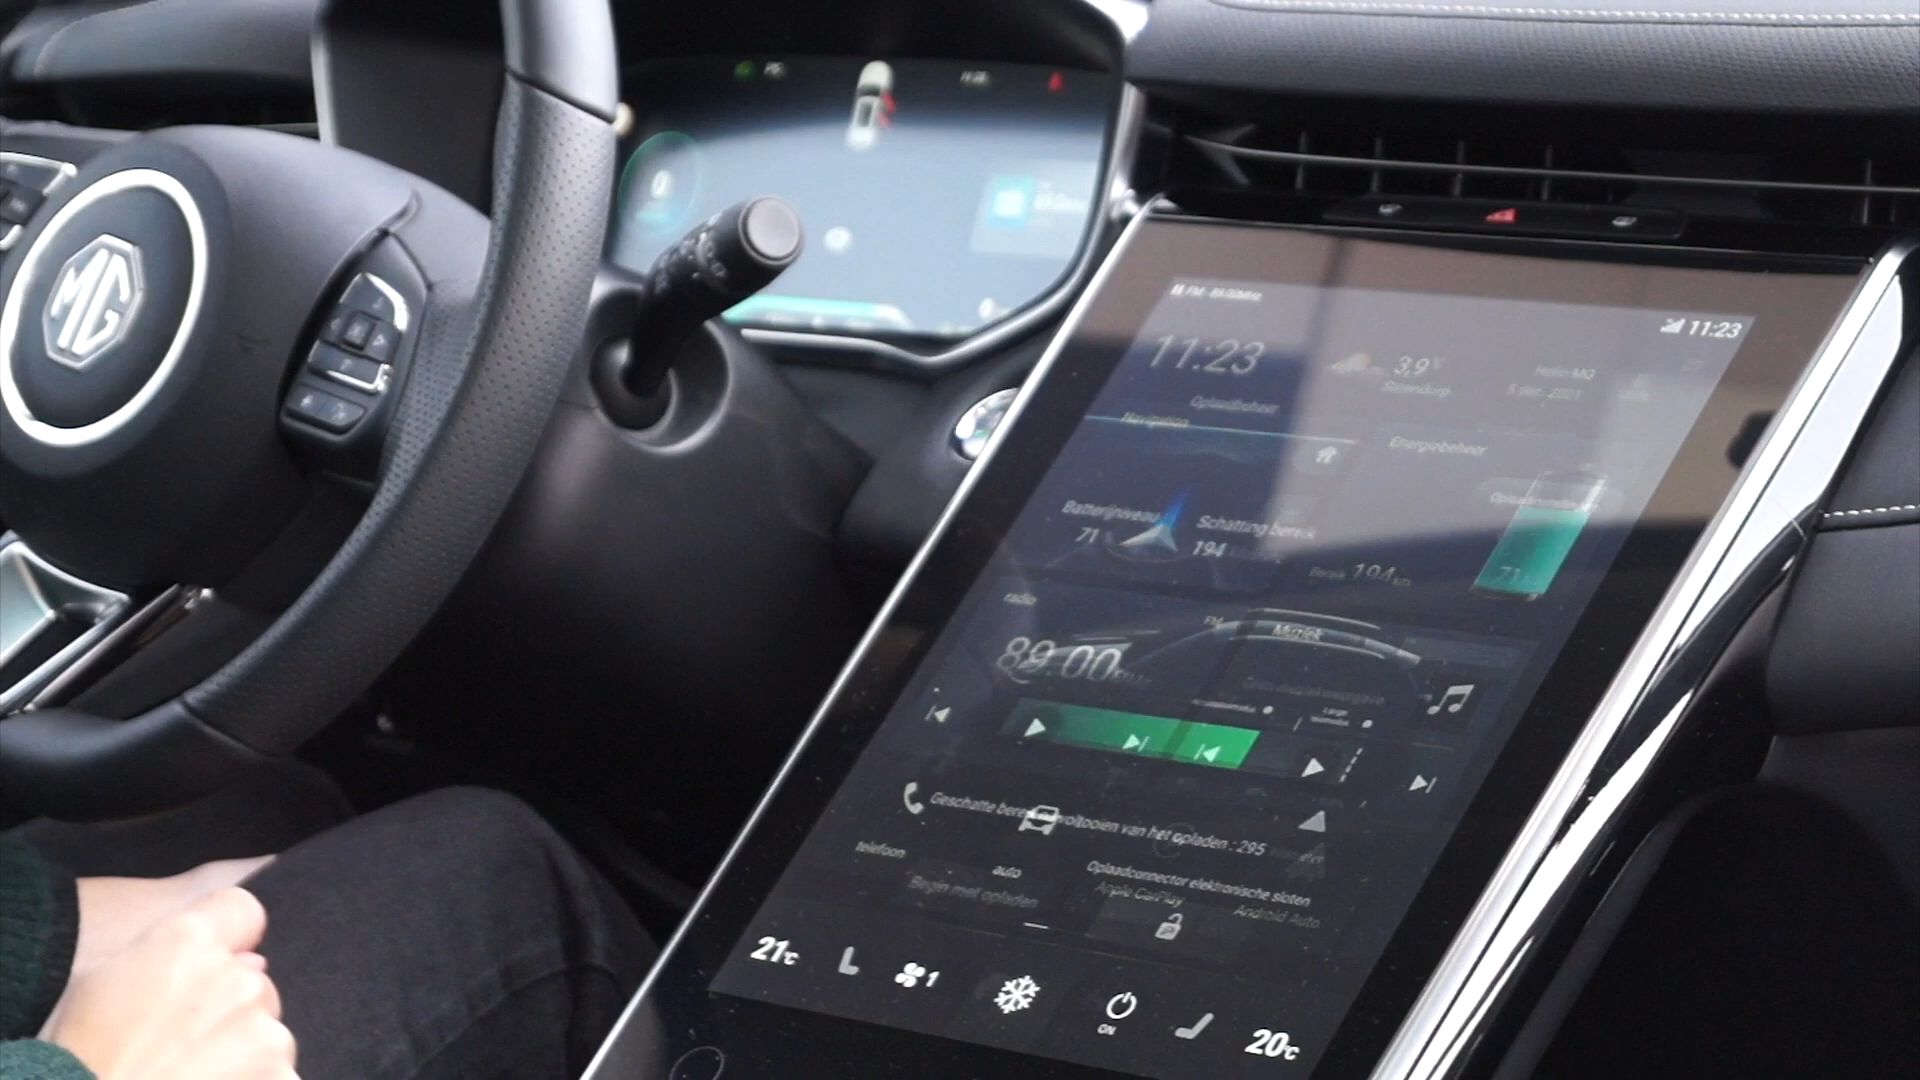 MG
FM
11:23
11:23
3,9
Hallo MG
Oplaadbeheer
Navigation
Energiebeheer
Batterijniveau
71
Schatting bereik
194
Bereik 194 km
71
radio
FM
Muziek
89.00
Geschatte bereik voltooien van het opladen : 295
telefoon
auto
Oplaadconnector elektronische sloten
Begin met opladen
Apple CarPlay
Android Auto
21°C
1
ON
20°C